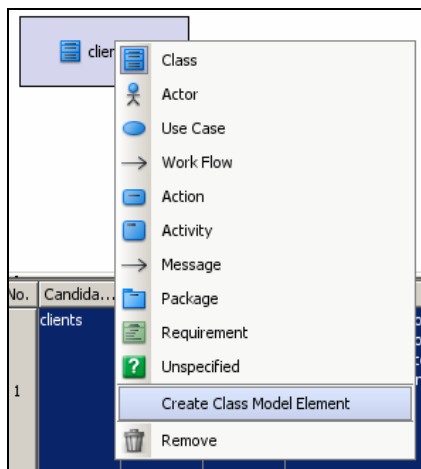 clien
Class
Actor
Use Case
Work Flow
Action
Activity
Message
Package
Requirement
Unspecified
Create Class Model Element
Remove
No. Candida...
clients
1